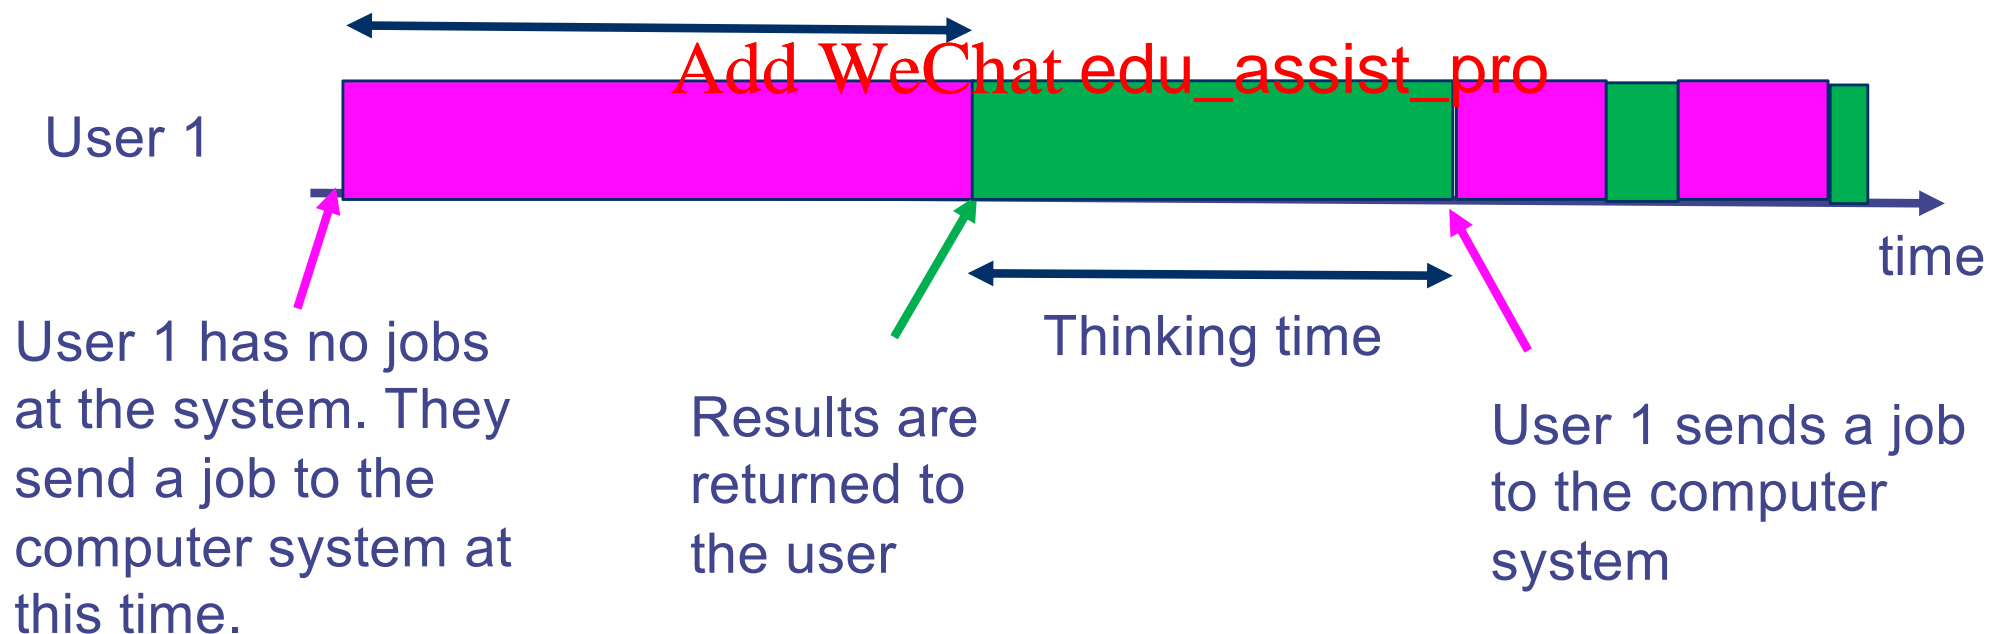 Add WeChat edu_assist_pro
User 1
time
User 1 has no jobs
at the system. They
send a job to the
computer system at
this time.
Results are
returned to
the user
Thinking time
User 1 sends a job
to the computer
system